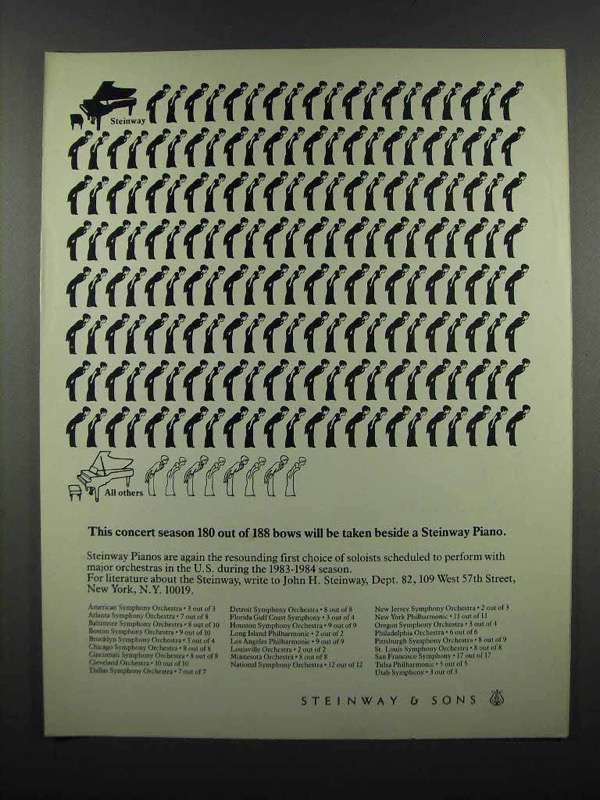 Steinway
All others
This concert season 180 out of 188 bows will be taken beside a Steinway Piano.
Steinway Pianos are again the resounding first choice of soloists scheduled to perform with
major orchestras in the U.S. during the 1983-1984 season.
For literature about the Steinway, write to John H. Steinway, Dept. 82, 109 West 57th Street,
New York, N.Y. 10019.
American Symphony Orchestra • 3 out of 3
Atlanta Symphony Orchestra • 7 out of 8
Baltimore Symphony Orchestra • 8 out of 10
Boston Symphony Orchestra • 9 out of 10
Brooklyn Symphony Orchestra • 3 out of 4
Chicago Symphony Orchestra • 8 out of 8
Cincinnati Symphony Orchestra • 8 out of 8
Cleveland Orchestra • 10 out of 10
Dallas Symphony Orchestra • 7 out of 7
Detroit Symphony Orchestra • 8 out of 8
Florida Gulf Coast Symphony • 3 out of 4
Houston Symphony Orchestra • 9 out of 9
Long Island Philharmonic • 2 out of 2
Los Angeles Philharmonic • 9 out of 9
Louisville Orchestra • 2 out of 2
Minnesota Orchestra • 8 out of 8
National Symphony Orchestra • 12 out of 12
New Jersey Symphony Orchestra • 2 out of 3
New York Philharmonic • 11 out of 11
Oregon Symphony Orchestra • 3 out of 4
Philadelphia Orchestra • 6 out of 6
Pittsburgh Symphony Orchestra • 8 out of 9
St. Louis Symphony Orchestra • 8 out of 8
San Francisco Symphony • 17 out of 17
Tulsa Philharmonic • 5 out of 5
Utah Symphony • 3 out of 3
STEINWAY & SONS